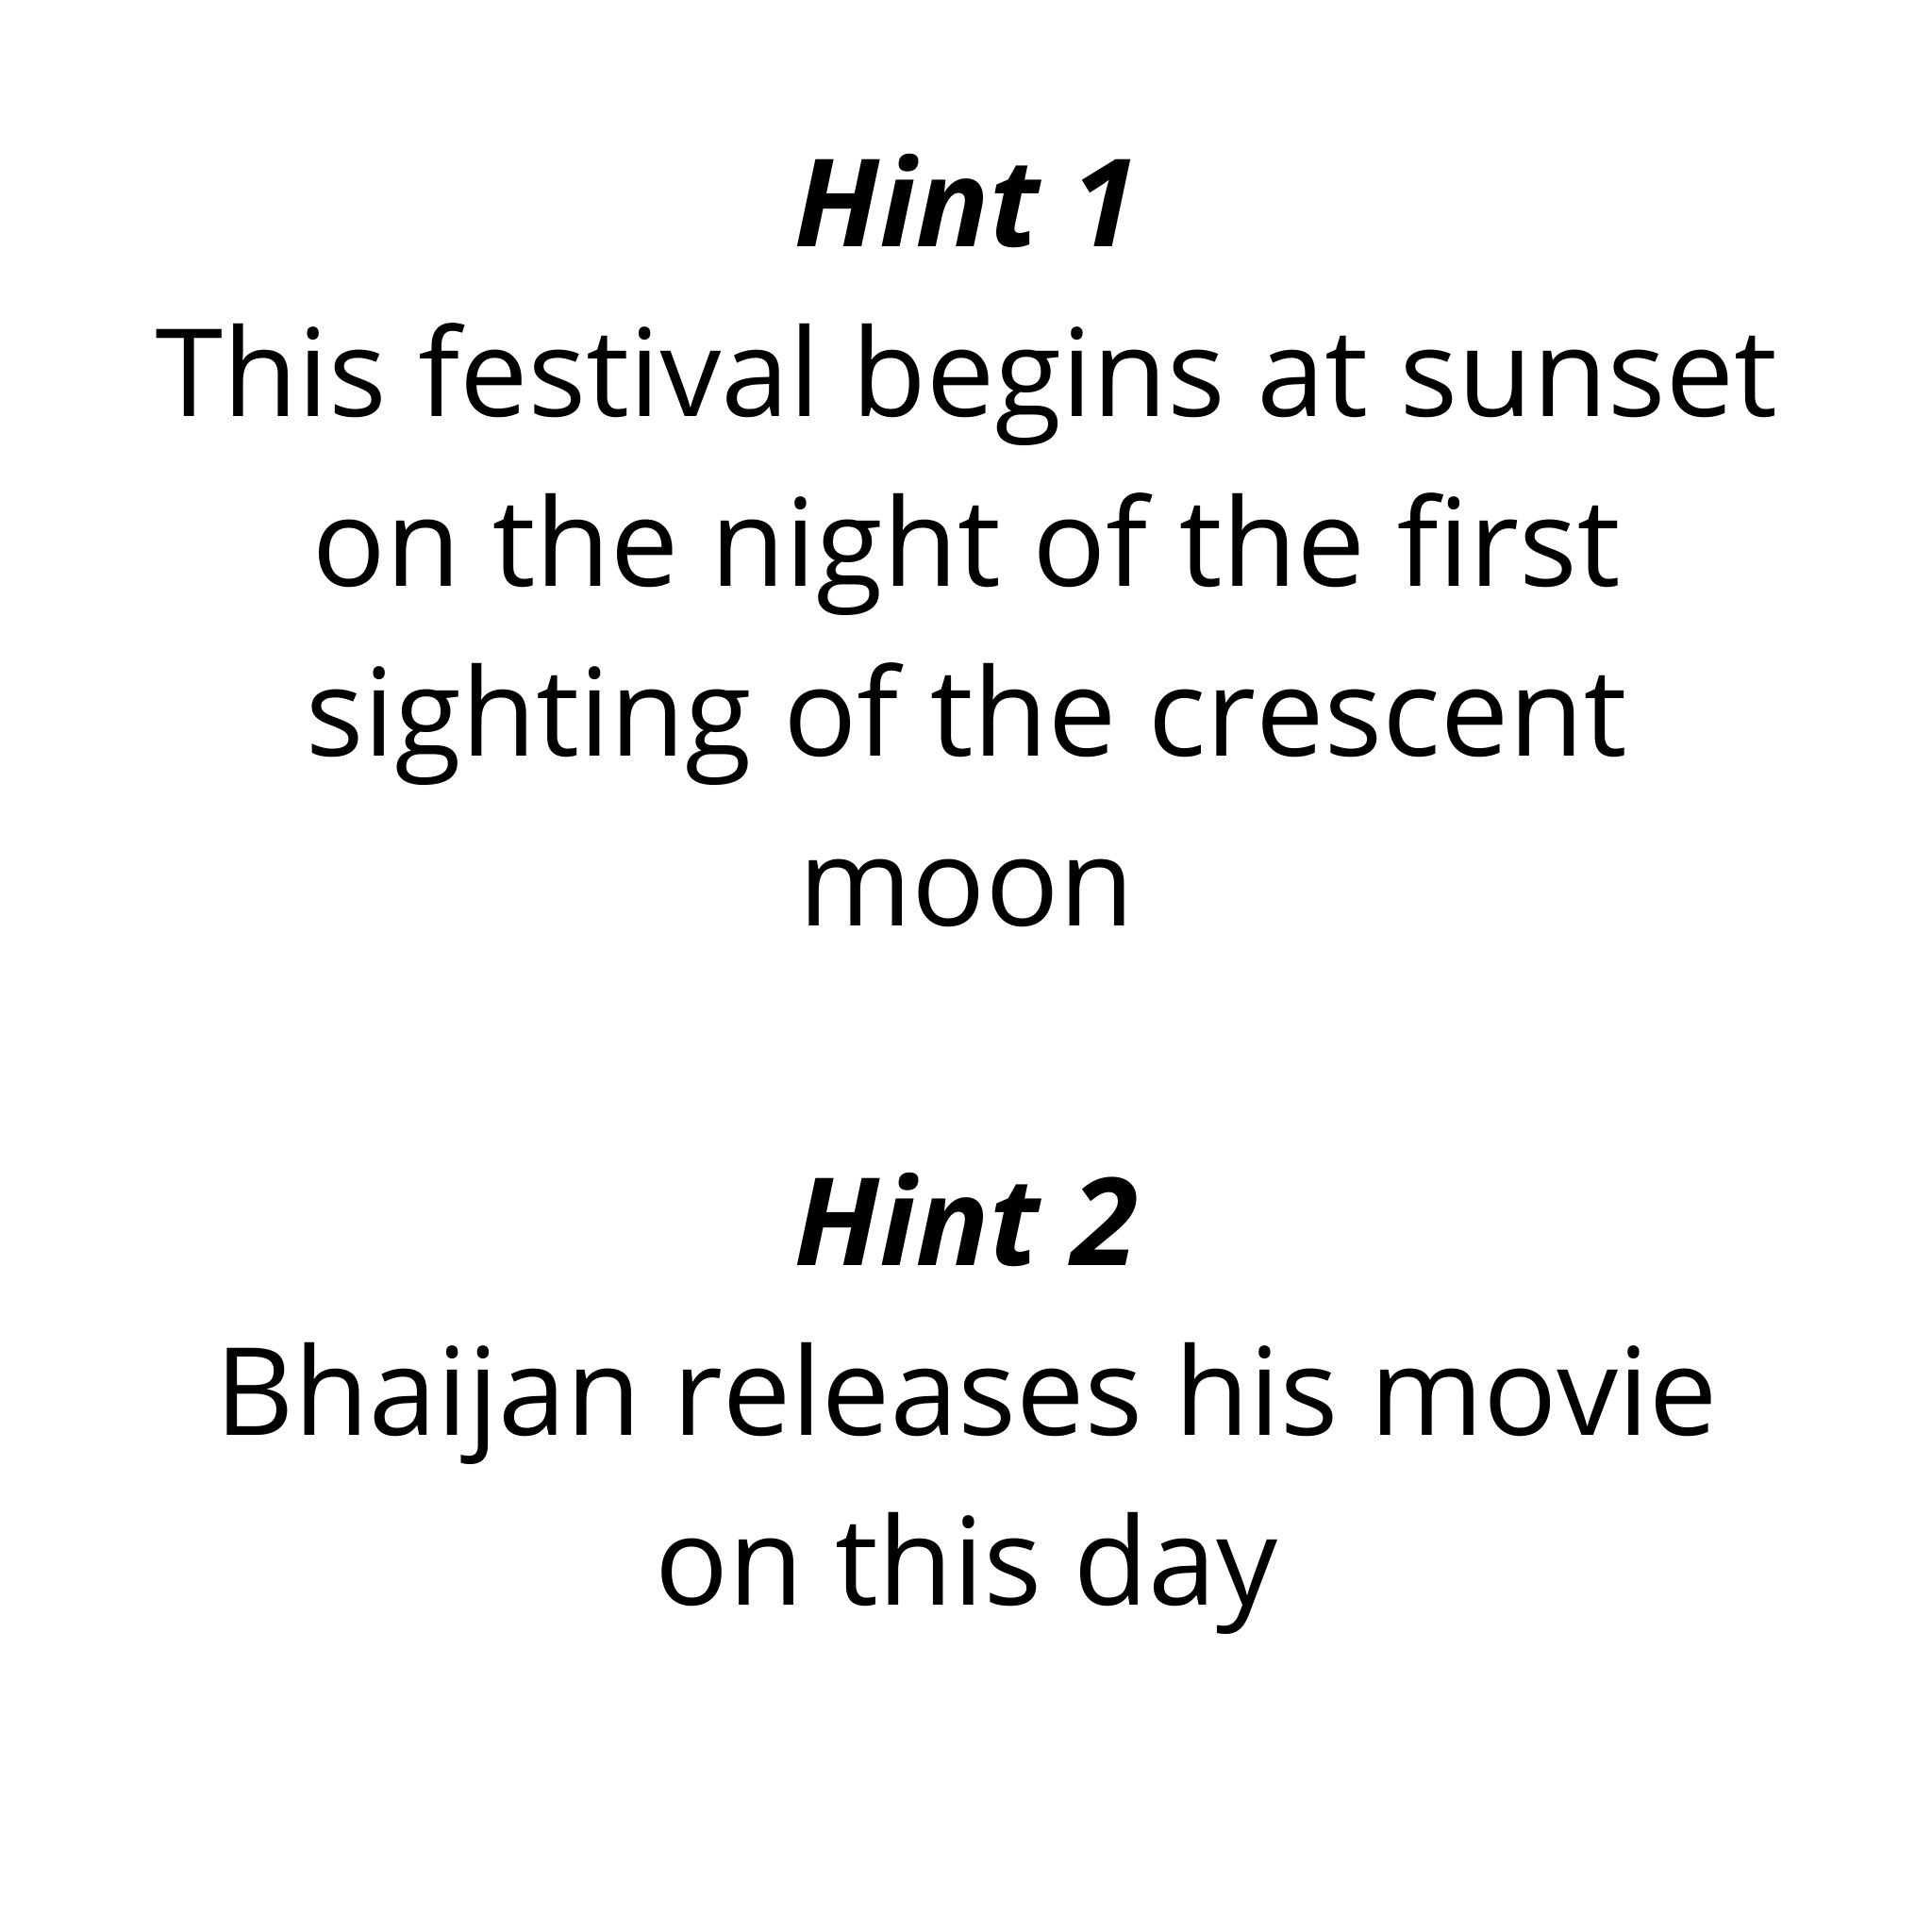 Hint 1
This festival begins at sunset
on the night of the first
sighting of the crescent
moon
Hint 2
Bhaijan releases his movie
on this day